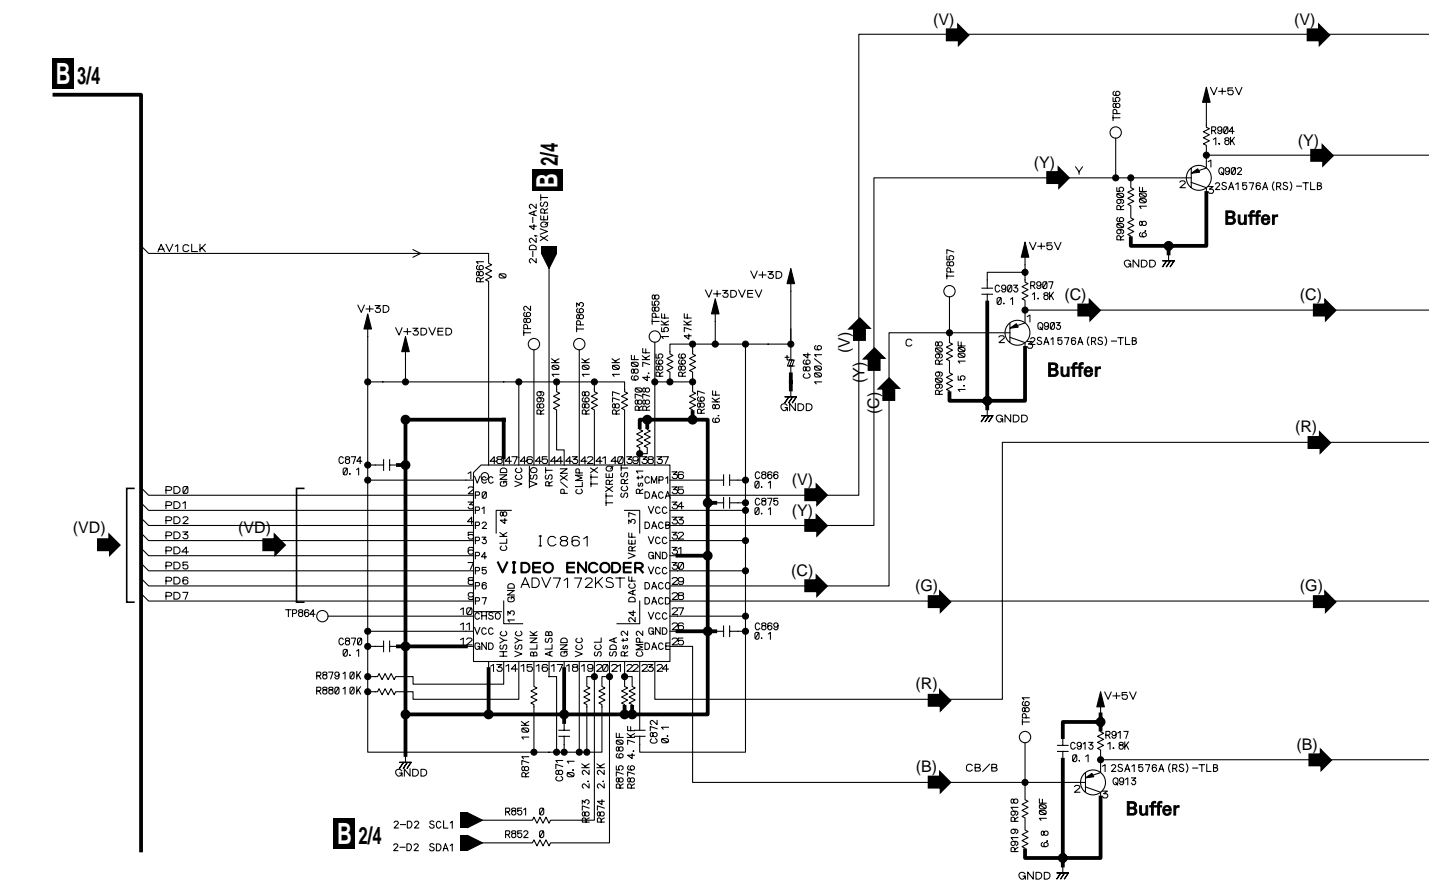 (V)
(V)
B 3/4
V+5V
TP856
R904
1.8K
(Y)
(Y)
Y
1
2
3
Q902
2SA1576A(RS)-TLB
R905
100F
R906
6.8
Buffer
GNDD
B 2/4
2-D2,4-A2
XVQERST
AV1CLK
R861
0
V+5V
TP857
C903
0.1
R907
1.8K
(C)
(C)
1
2
3
Q903
2SA1576A(RS)-TLB
C
R908
100F
R909
1.5
Buffer
GNDD
V+3D
V+3DVED
V+3DVEV
V+3D
TP862
TP863
TP858
15KF
47KF
R865
R866
10K
R899
10K
R868
10K
R877
680F
4.7KF
R870
R878
R867
6.8KF
C864
100/16
GNDD
(V)
(Y)
(C)
(R)
C874
0.1
48 47 46 45 44 43 42 41 40 39 38 37
GND
VCC
VSO
RST
P/XN
CLMP
TTX
TTXREQ
SCRST
Rst1
1 VCC
2 P0
3 P1
4 P2
5 P3
6 P4
7 P5
8 P6
9 P7
10 CHSO
11 VCC
12 GND
PD0
PD1
PD2
PD3
PD4
PD5
PD6
PD7
(VD)
(VD)
CLK 48
VREF 37
IC861
VIDEO ENCODER
ADV7172KST
GND
13
DACF
24
CMP1 36
DACA 35
VCC 34
DACB 33
VCC 32
GND 31
VCC 30
DACC 29
DACD 28
VCC 27
GND 26
DACE 25
C866
0.1
C875
0.1
C869
0.1
(V)
(Y)
(C)
(G)
(G)
TP864
C870
0.1
HSYC
VSYC
BLNK
ALSB
GND
VCC
SCL
SDA
Rst2
CMP2
13 14 15 16 17 18 19 20 21 22 23 24
R879 10K
R880 10K
GNDD
R871
10K
C871
0.1
R873
2.2K
R874
2.2K
R875 680F
R876 4.7KF
C872
0.1
(R)
TP861
V+5V
C913
0.1
R917
1.8K
(B)
(B)
CB/B
1
2
3
2SA1576A(RS)-TLB
Q913
R918
100F
R919
6.8
Buffer
GNDD
B 2/4
2-D2 SCL1
R851 0
2-D2 SDA1
R852 0